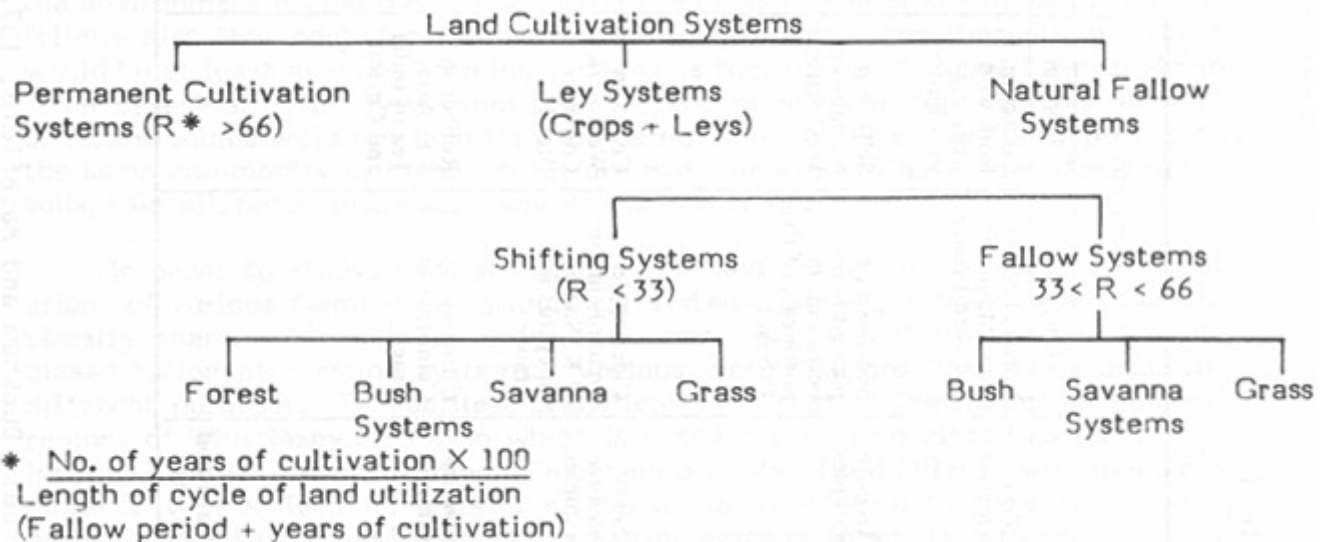 Land Cultivation Systems
Permanent Cultivation
Systems (R * >66)
Ley Systems
(Crops + Leys)
Natural Fallow
Systems
Shifting Systems
(R < 33)
Fallow Systems
33< R < 66
Forest Bush Savanna Grass
Systems
Bush Savanna Grass
Systems
* No. of years of cultivation X 100
Length of cycle of land utilization
(Fallow period + years of cultivation)